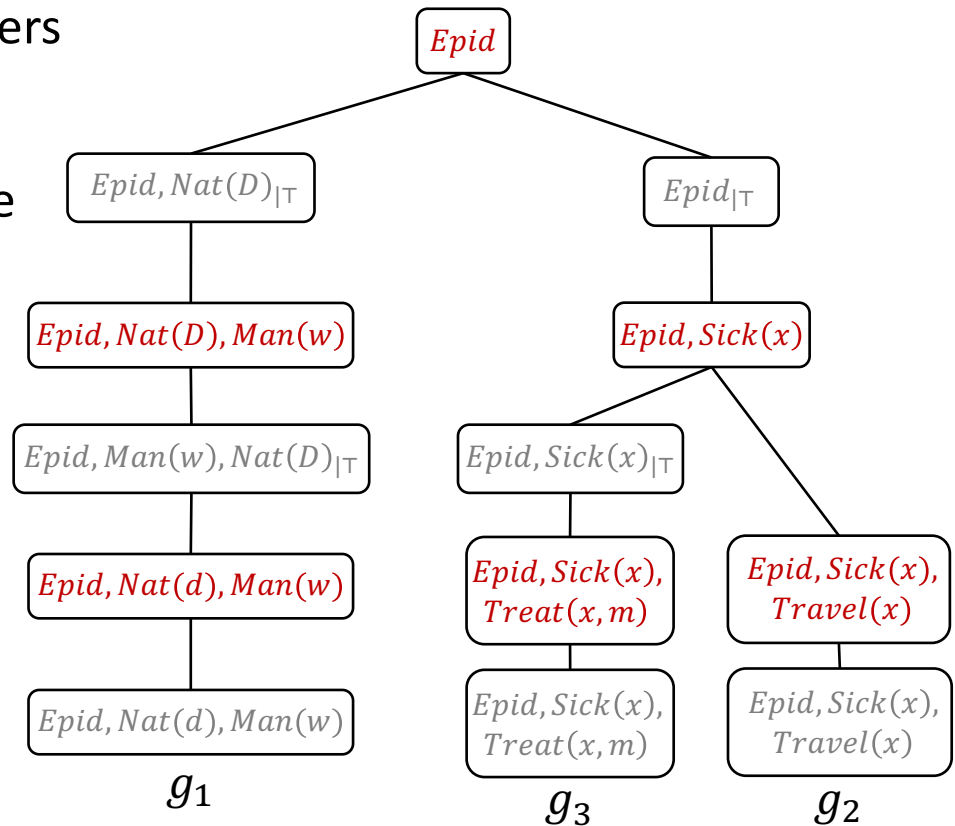 ers
e
Epid
Epid, Nat(D)|⊤
Epid|⊤
Epid, Nat(D), Man(w)
Epid, Sick(x)
Epid, Man(w), Nat(D)|⊤
Epid, Sick(x)|⊤
Epid, Nat(d), Man(w)
Epid, Sick(x),
Treat(x, m)
Epid, Sick(x),
Travel(x)
Epid, Nat(d), Man(w)
Epid, Sick(x),
Treat(x, m)
Epid, Sick(x),
Travel(x)
g₁
g₃
g₂